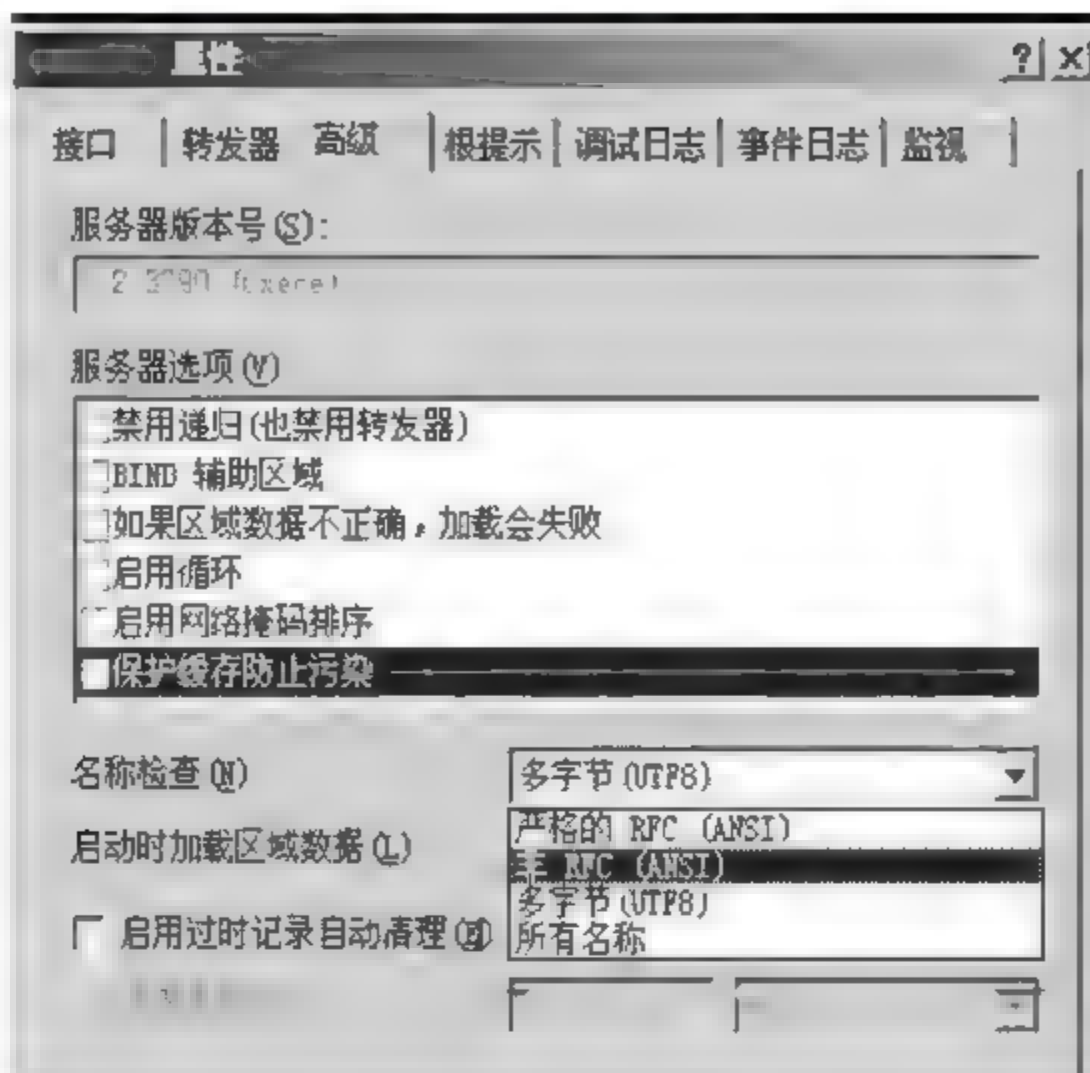 属性
接口 转发器 高级 根提示 调试日志 事件日志 监视
服务器版本号(S):
服务器选项(V)
禁用递归(也禁用转发器)
BIND 辅助区域
如果区域数据不正确，加载会失败
启用循环
启用网络掩码排序
保护缓存防止污染
名称检查(N)
多字节(UTF8)
严格的 RFC (ANSI)
启动时加载区域数据(L)
非 RFC (ANSI)
多字节(UTF8)
启用过时记录自动清理
所有名称